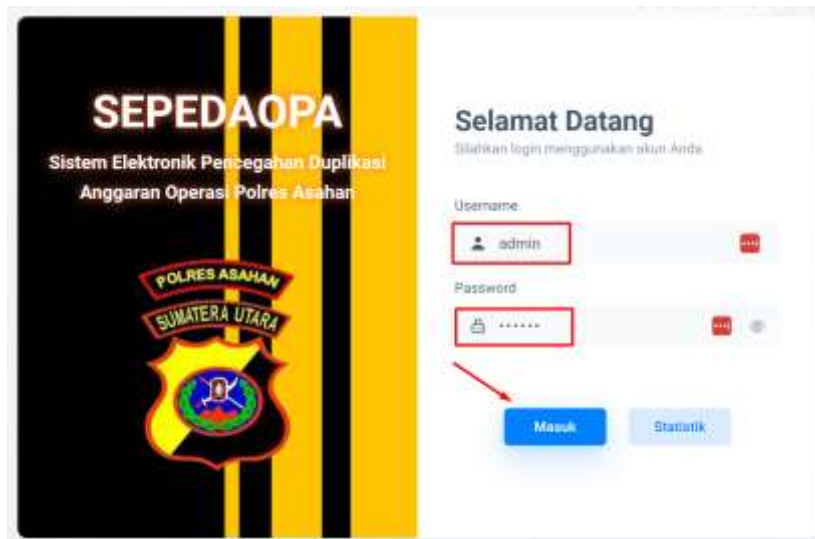 SEPEDAOPA
Sistem Elektronik Pencegahan Duplikasi
Anggaran Operasi Polres Asahan
POLRES ASAHAN
SUMATERA UTARA
Selamat Datang
Silahkan login menggunakan akun Anda.
Username
admin
Password
Masuk
Statistik